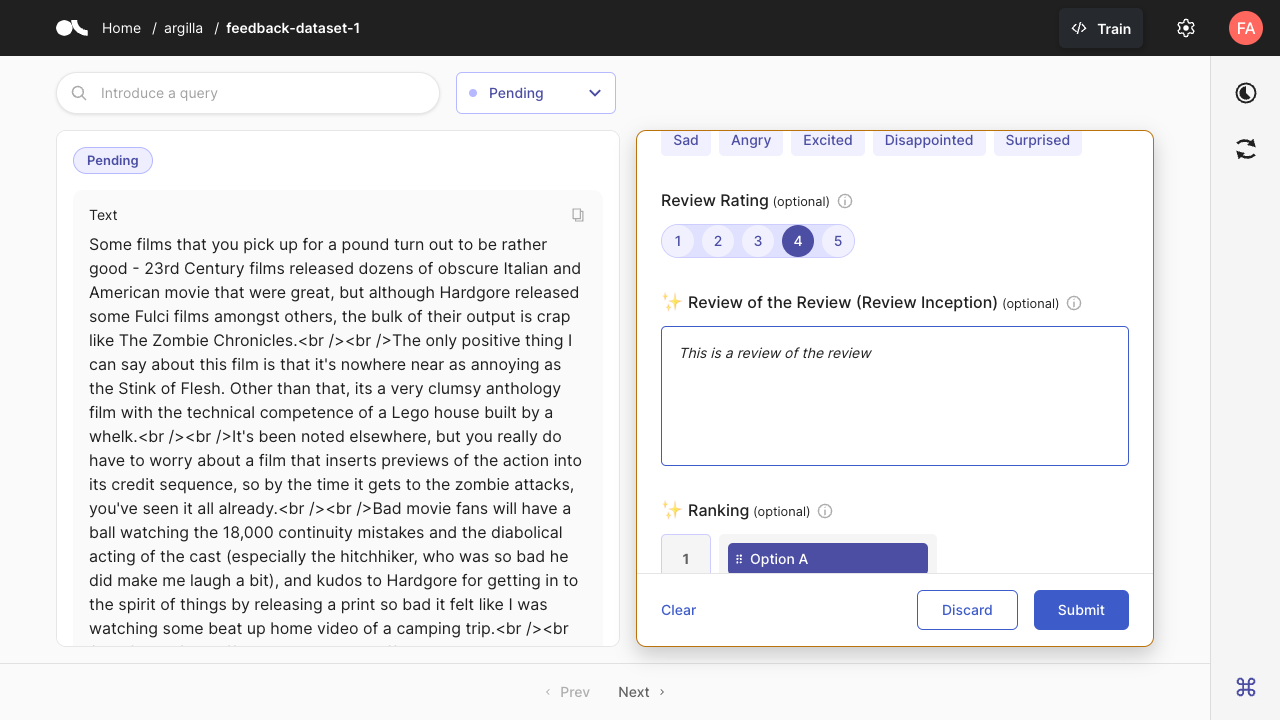 Home / argilla / feedback-dataset-1
Train
FA
Introduce a query
Pending
Pending
Text
Some films that you pick up for a pound turn out to be rather
good - 23rd Century films released dozens of obscure Italian and
American movie that were great, but although Hardgore released
some Fulci films amongst others, the bulk of their output is crap
like The Zombie Chronicles.<br /><br />The only positive thing I
can say about this film is that it's nowhere near as annoying as
the Stink of Flesh. Other than that, its a very clumsy anthology
film with the technical competence of a Lego house built by a
whelk.<br /><br />It's been noted elsewhere, but you really do
have to worry about a film that inserts previews of the action into
its credit sequence, so by the time it gets to the zombie attacks,
you've seen it all already.<br /><br />Bad movie fans will have a
ball watching the 18,000 continuity mistakes and the diabolical
acting of the cast (especially the hitchhiker, who was so bad he
did make me laugh a bit), and kudos to Hardgore for getting in to
the spirit of things by releasing a print so bad it felt like I was
watching some beat up home video of a camping trip.<br /><br
Sad Angry Excited Disappointed Surprised
Review Rating (optional)
1 2 3 4 5
✨ Review of the Review (Review Inception) (optional)
This is a review of the review
✨ Ranking (optional)
1 Option A
Clear Discard Submit
Prev Next